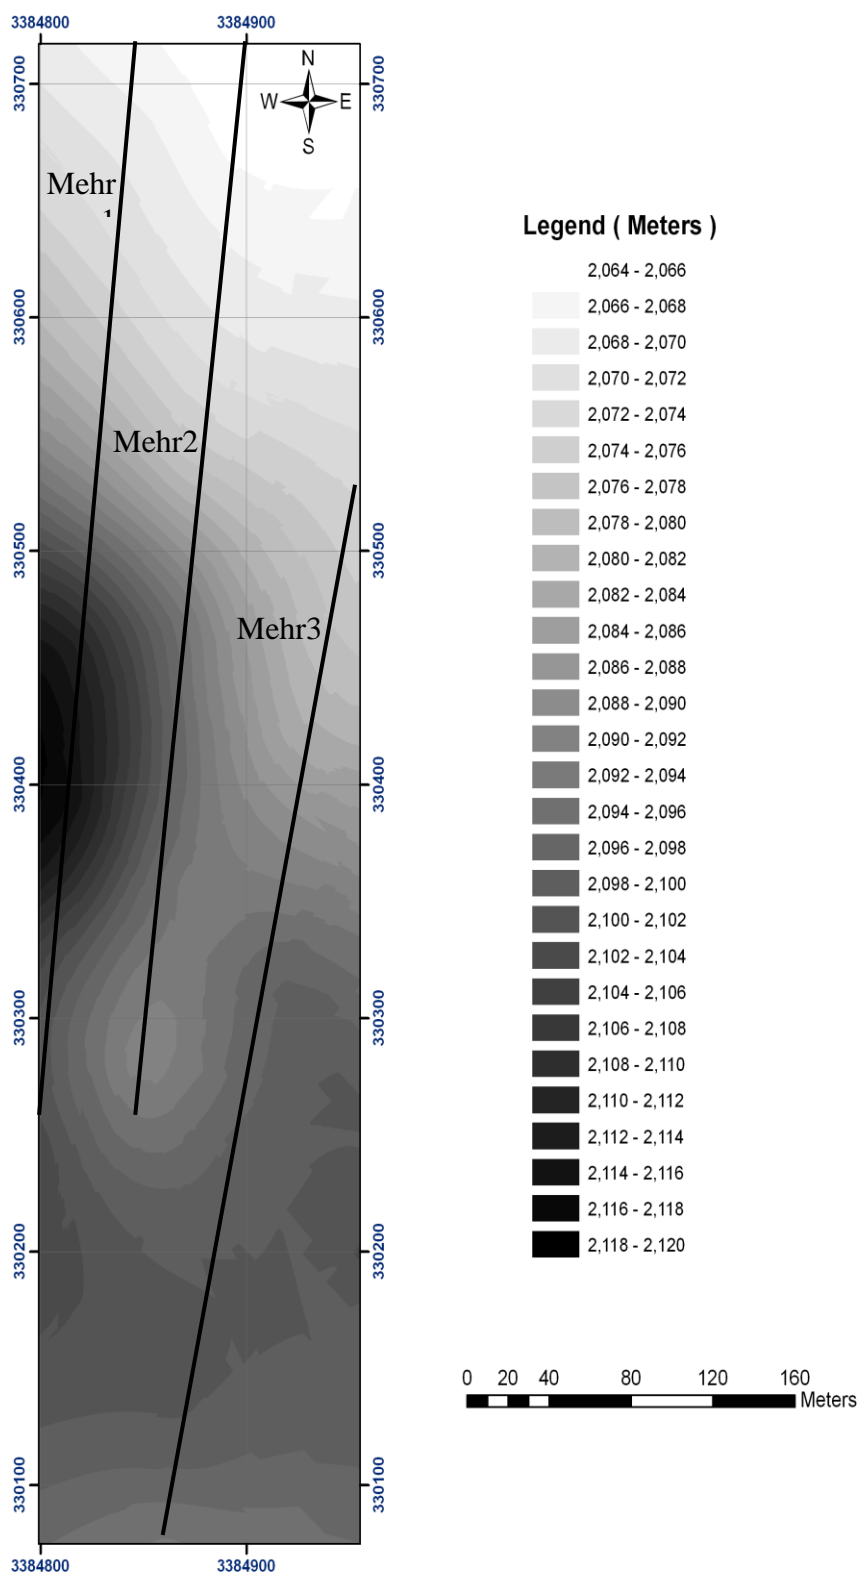 3384800 3384900
N
W E
S
330700 330700
Mehr
1
Legend ( Meters )
2,064 - 2,066
2,066 - 2,068
330600 330600
2,068 - 2,070
2,070 - 2,072
2,072 - 2,074
Mehr2
2,074 - 2,076
2,076 - 2,078
2,078 - 2,080
330500 330500
2,080 - 2,082
2,082 - 2,084
Mehr3
2,084 - 2,086
2,086 - 2,088
2,088 - 2,090
2,090 - 2,092
330400 330400
2,092 - 2,094
2,094 - 2,096
2,096 - 2,098
2,098 - 2,100
2,100 - 2,102
2,102 - 2,104
2,104 - 2,106
330300 330300
2,106 - 2,108
2,108 - 2,110
2,110 - 2,112
2,112 - 2,114
2,114 - 2,116
2,116 - 2,118
330200 330200
2,118 - 2,120
0 20 40 80 120 160
Meters
330100 330100
3384800 3384900